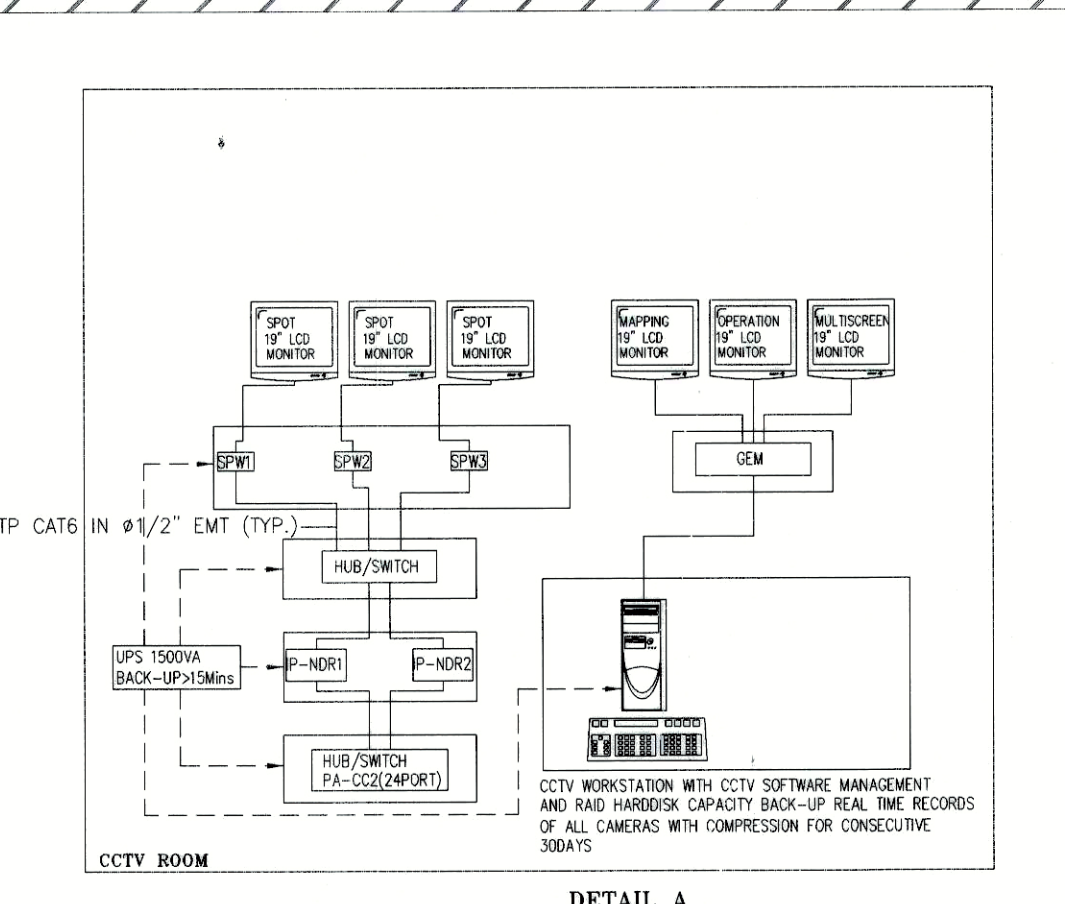 SPOT
19" LCD
MONITOR
SPOT
19" LCD
MONITOR
SPOT
19" LCD
MONITOR
MAPPING
19" LCD
MONITOR
OPERATION
19" LCD
MONITOR
MULTISCREEN
19" LCD
MONITOR
SPW1
SPW2
SPW3
GEM
TP CAT6 IN ø1/2" EMT (TYP.)
HUB/SWITCH
UPS 1500VA
BACK-UP>15Mins
IP-NDR1
IP-NDR2
HUB/SWITCH
PA-CC2(24PORT)
CCTV WORKSTATION WITH CCTV SOFTWARE MANAGEMENT
AND RAID HARDDISK CAPACITY BACK-UP REAL TIME RECORDS
OF ALL CAMERAS WITH COMPRESSION FOR CONSECUTIVE
30DAYS
CCTV ROOM
DETAIL A